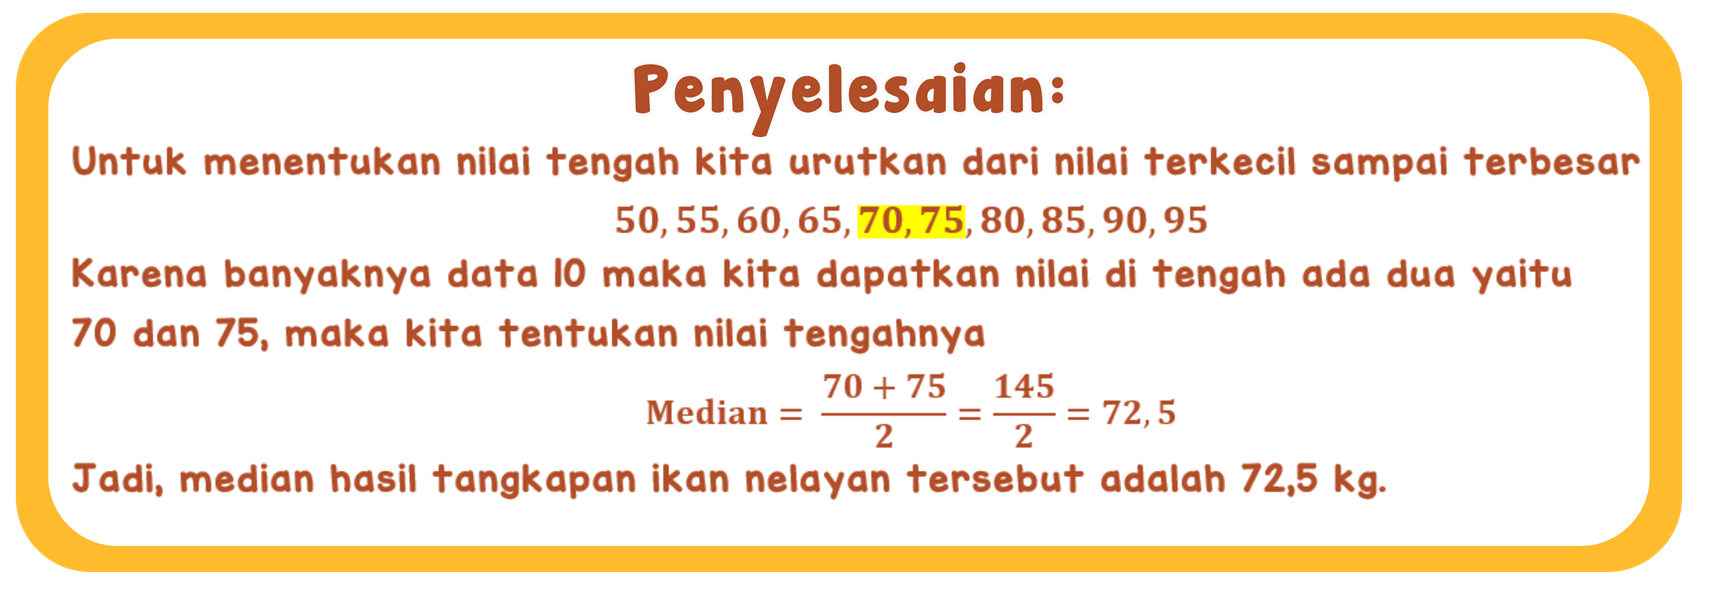 Penyelesaian:
Untuk menentukan nilai tengah kita urutkan dari nilai terkecil sampai terbesar
50, 55, 60, 65, 70, 75, 80, 85, 90, 95
Karena banyaknya data 10 maka kita dapatkan nilai di tengah ada dua yaitu
70 dan 75, maka kita tentukan nilai tengahnya
Median = (70 + 75)/2 = 145/2 = 72,5
Jadi, median hasil tangkapan ikan nelayan tersebut adalah 72,5 kg.